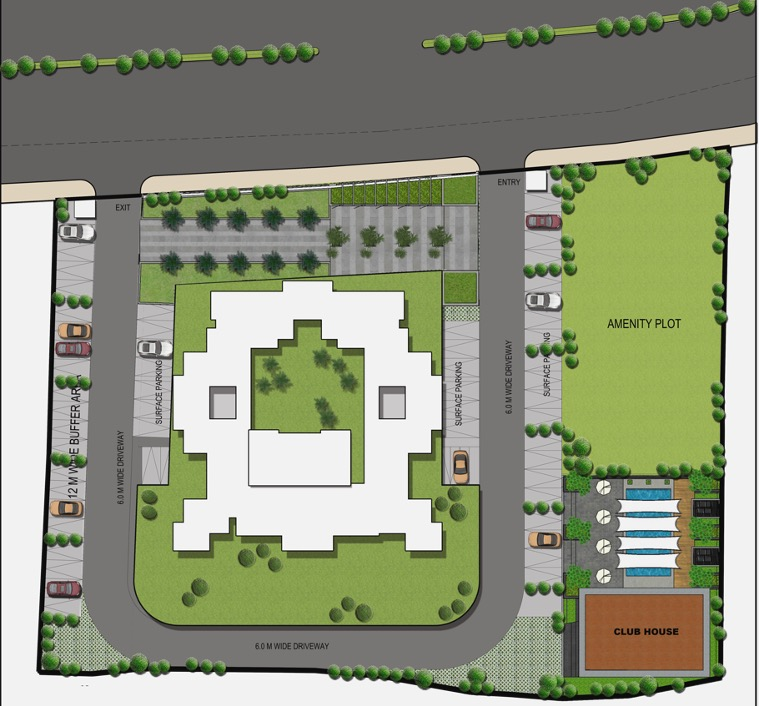 EXIT
ENTRY
AMENITY PLOT
SURFACE PARKING
SURFACE PARKING
SURFACE PARKING
6.0 M WIDE DRIVEWAY
12 M WIDE BUFFER AREA
6.0 M WIDE DRIVEWAY
CLUB HOUSE
6.0 M WIDE DRIVEWAY